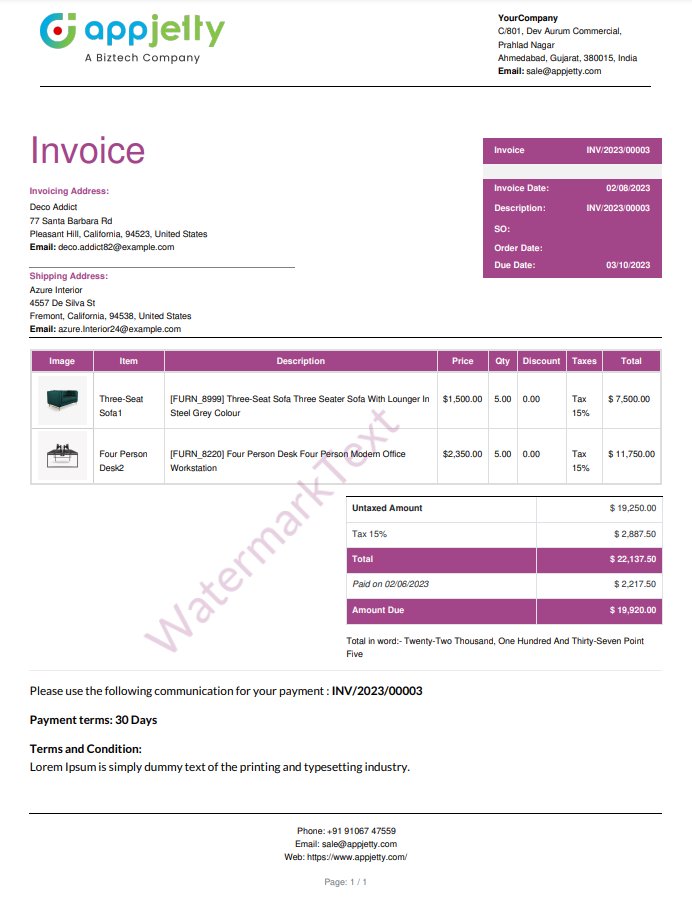 appjetty
A Biztech Company
YourCompany
C/801, Dev Aurum Commercial,
Prahlad Nagar
Ahmedabad, Gujarat, 380015, India
Email: sale@appjetty.com
Invoice
Invoice INV/2023/00003
Invoice Date: 02/08/2023
Description: INV/2023/00003
SO:
Order Date:
Due Date: 03/10/2023
Invoicing Address:
Deco Addict
77 Santa Barbara Rd
Pleasant Hill, California, 94523, United States
Email: deco.addict82@example.com
Shipping Address:
Azure Interior
4557 De Silva St
Fremont, California, 94538, United States
Email: azure.Interior24@example.com
Image Item Description Price Qty Discount Taxes Total
Three-Seat [FURN_8999] Three-Seat Sofa Three Seater Sofa With Lounger In $1,500.00 5.00 0.00 Tax $ 7,500.00
Sofa1 Steel Grey Colour 15%
Four Person [FURN_8220] Four Person Desk Four Person Modern Office $2,350.00 5.00 0.00 Tax $ 11,750.00
Desk2 Workstation 15%
WatermarkText
Untaxed Amount $ 19,250.00
Tax 15% $ 2,887.50
Total $ 22,137.50
Paid on 02/06/2023 $ 2,217.50
Amount Due $ 19,920.00
Total in word:- Twenty-Two Thousand, One Hundred And Thirty-Seven Point
Five
Please use the following communication for your payment : INV/2023/00003
Payment terms: 30 Days
Terms and Condition:
Lorem Ipsum is simply dummy text of the printing and typesetting industry.
Phone: +91 91067 47559
Email: sale@appjetty.com
Web: https://www.appjetty.com/
Page: 1 / 1